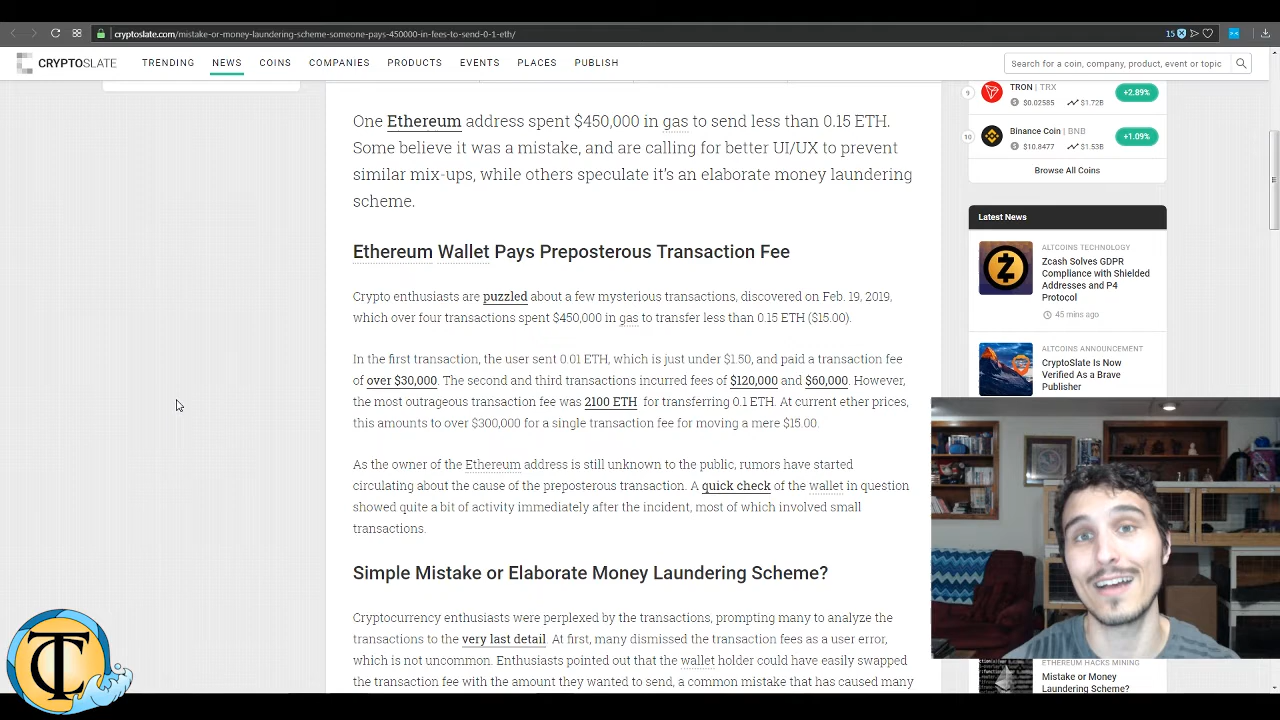 cryptoslate.com/mistake-or-money-laundering-scheme-someone-pays-450000-in-fees-to-send-0-1-eth/
15
CRYPTOSLATE
TRENDING NEWS COINS COMPANIES PRODUCTS EVENTS PLACES PUBLISH
Search for a coin, company, product, event or topic
One Ethereum address spent $450,000 in gas to send less than 0.15 ETH.
Some believe it was a mistake, and are calling for better UI/UX to prevent
similar mix-ups, while others speculate it's an elaborate money laundering
scheme.
Ethereum Wallet Pays Preposterous Transaction Fee
Crypto enthusiasts are puzzled about a few mysterious transactions, discovered on Feb. 19, 2019,
which over four transactions spent $450,000 in gas to transfer less than 0.15 ETH ($15.00).
In the first transaction, the user sent 0.01 ETH, which is just under $1.50, and paid a transaction fee
of over $30,000. The second and third transactions incurred fees of $120,000 and $60,000. However,
the most outrageous transaction fee was 2100 ETH for transferring 0.1 ETH. At current ether prices,
this amounts to over $300,000 for a single transaction fee for moving a mere $15.00.
As the owner of the Ethereum address is still unknown to the public, rumors have started
circulating about the cause of the preposterous transaction. A quick check of the wallet in question
showed quite a bit of activity immediately after the incident, most of which involved small
transactions.
Simple Mistake or Elaborate Money Laundering Scheme?
Cryptocurrency enthusiasts were perplexed by the transactions, prompting many to analyze the
transactions to the very last detail. At first, many dismissed the transaction fees as a user error,
which is not uncommon. Enthusiasts pointed out that the wallet user could have easily swapped
9
TRON | TRX
$0.02585 $1.72B
+2.89%
10
Binance Coin | BNB
$10.8477 $1.53B
+1.09%
Browse All Coins
Latest News
ALTCOINS TECHNOLOGY
Zcash Solves GDPR
Compliance with Shielded
Addresses and P4
Protocol
45 mins ago
ALTCOINS ANNOUNCEMENT
CryptoSlate Is Now
Verified As a Brave
Publisher
ETHEREUM HACKS MINING
Mistake or Money
Laundering Scheme?
TC